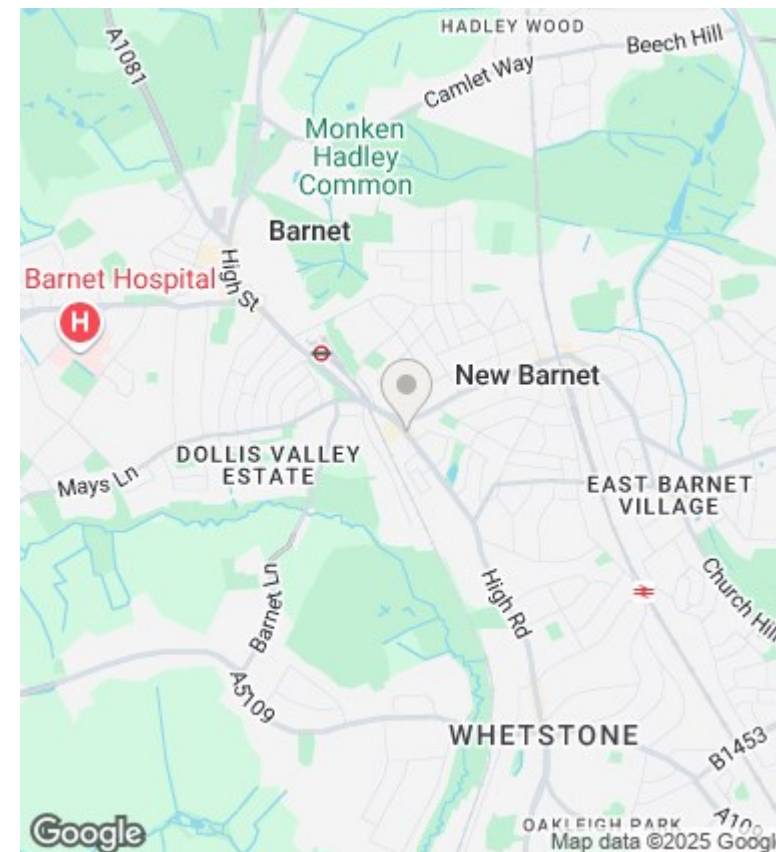 HADLEY WOOD
A1081
Beech Hill
Camlet Way
Monken
Hadley
Common
Barnet
High St
Barnet Hospital
H
New Barnet
DOLLIS VALLEY
ESTATE
Mays Ln
EAST BARNET
VILLAGE
High Rd
Church Hill
Barnet Ln
A5109
WHETSTONE
B1453
OAKLEIGH PARK
Google
Map data ©2025 Google